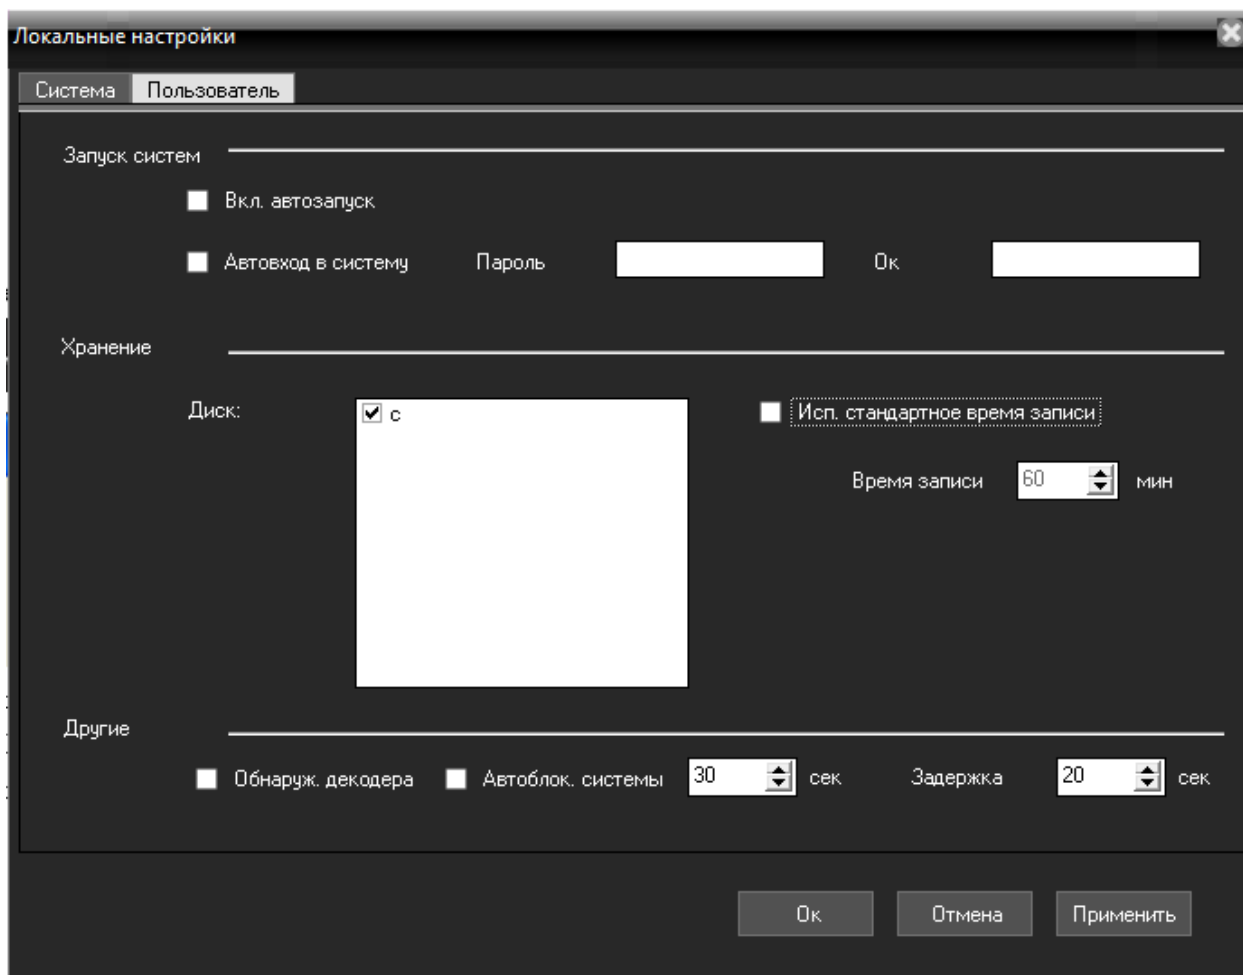 Локальные настройки
Система Пользователь
Запуск систем
Вкл. автозапуск
Автовход в систему Пароль Ок
Хранение
Диск: c Исп. стандартное время записи
Время записи 60 мин
Другие
Обнаруж. декодера Автоблок. системы 30 сек Задержка 20 сек
Ок Отмена Применить